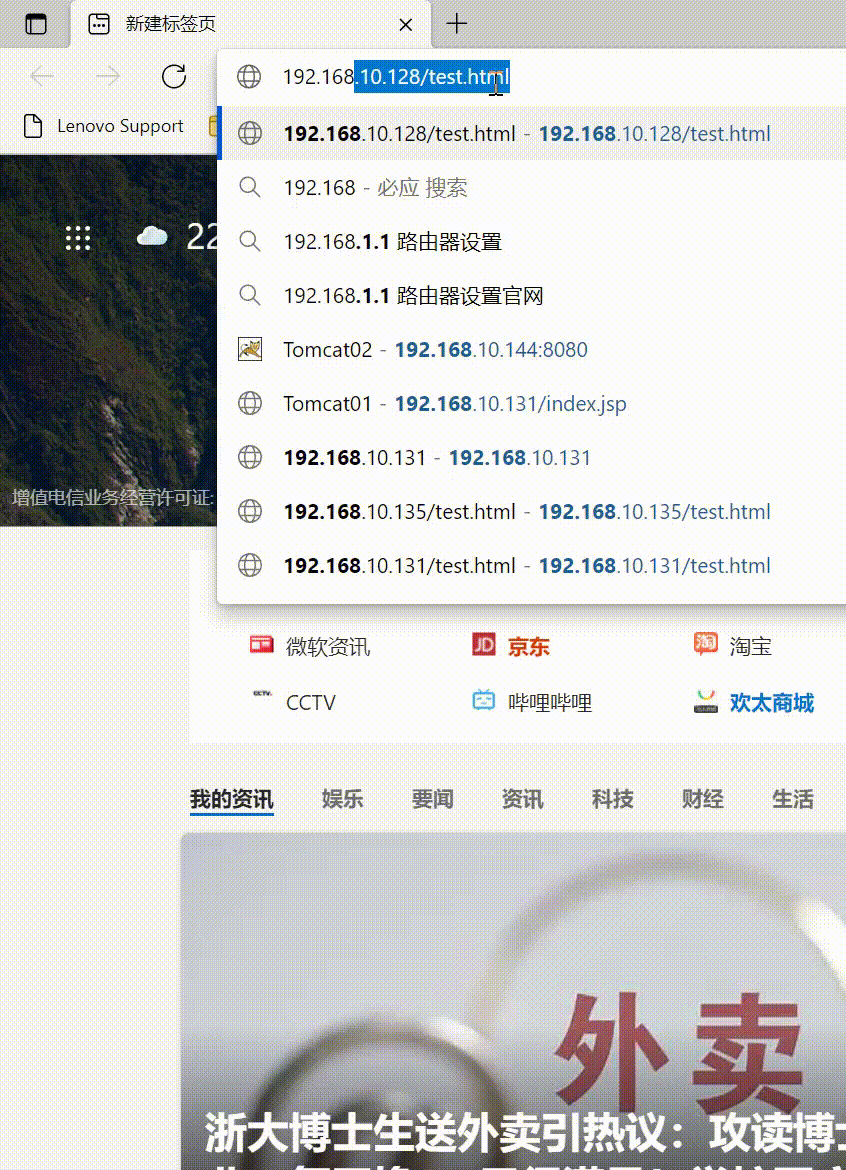 新建标签页
192.168.10.128/test.html
Lenovo Support
192.168.10.128/test.html - 192.168.10.128/test.html
192.168 - 必应 搜索
22
192.168.1.1 路由器设置
192.168.1.1 路由器设置官网
Tomcat02 - 192.168.10.144:8080
Tomcat01 - 192.168.10.131/index.jsp
192.168.10.131 - 192.168.10.131
增值电信业务经营许可证:
192.168.10.135/test.html - 192.168.10.135/test.html
192.168.10.131/test.html - 192.168.10.131/test.html
微软资讯 JD 京东 淘 淘宝
CCTV CCTV 哔哩哔哩 欢太商城
我的资讯 娱乐 要闻 资讯 科技 财经 生活
外卖
浙大博士生送外卖引热议：攻读博士